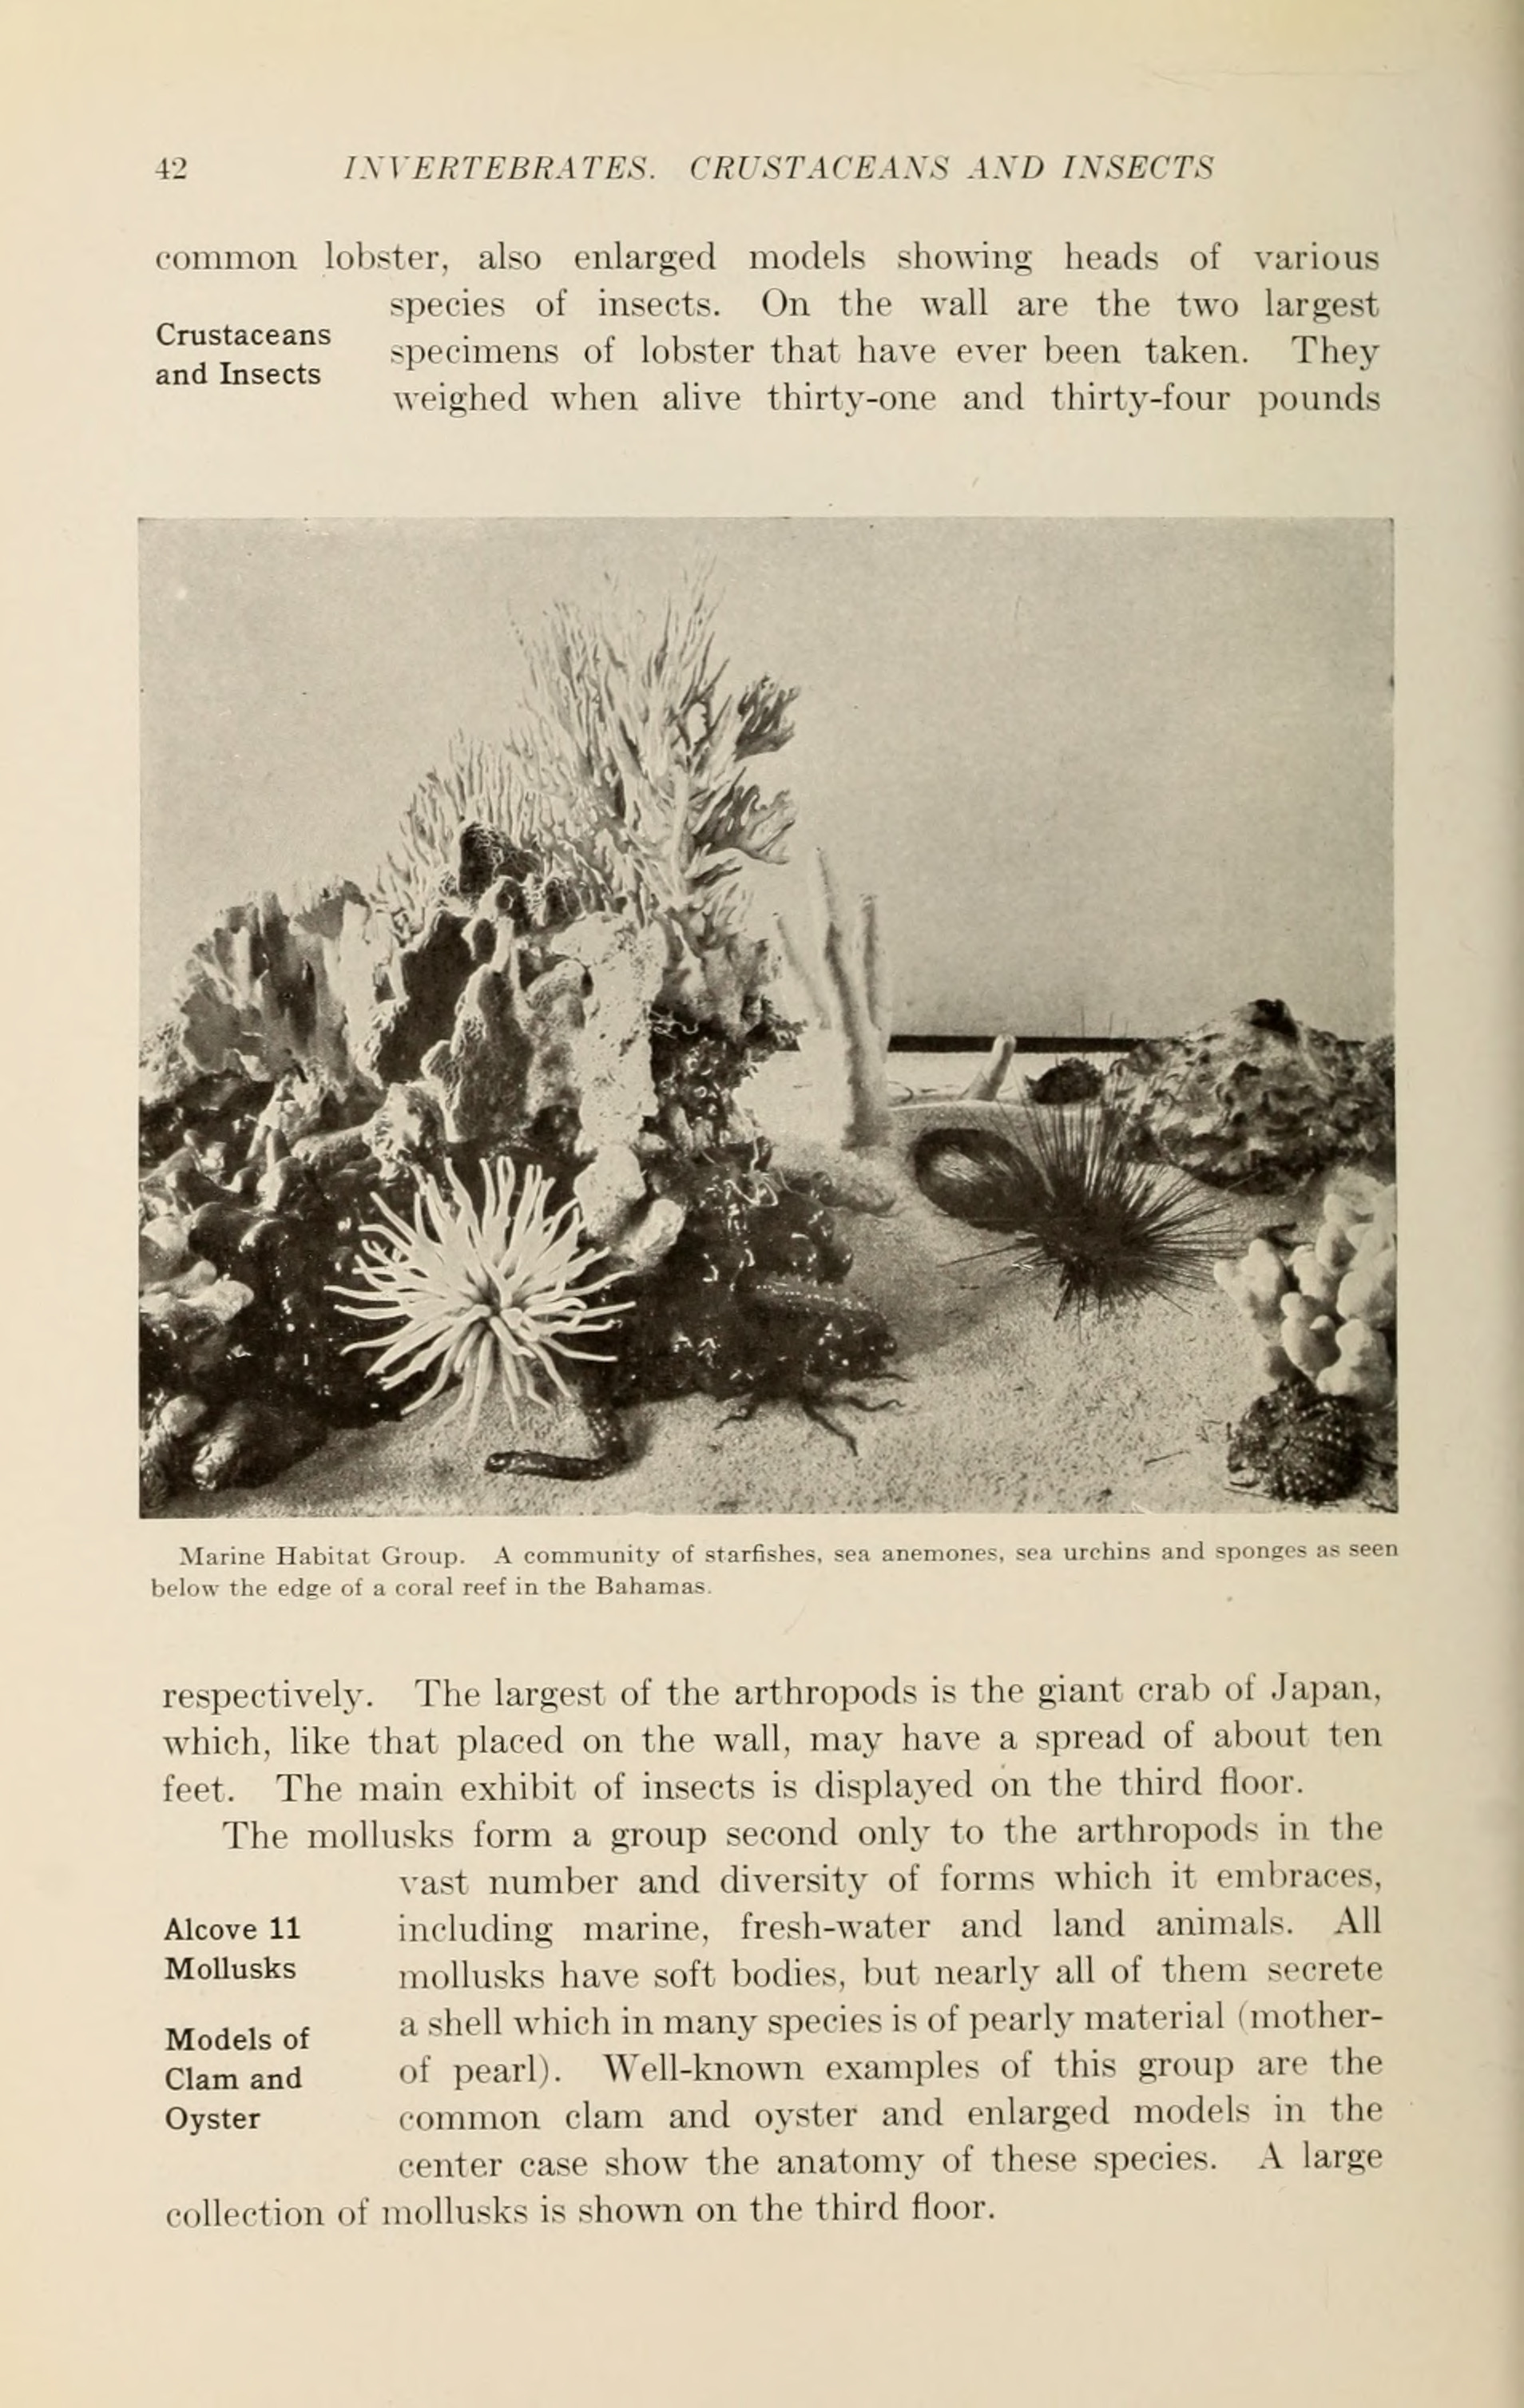 42 INVERTEBRATES. CRUSTACEANS AND INSECTS
common lobster, also enlarged models showing heads of various
species of insects. On the wall are the two largest
Crustaceans
and Insects
specimens of lobster that have ever been taken. They
weighed when alive thirty-one and thirty-four pounds
Marine Habitat Group. A community of starfishes, sea anemones, sea urchins and sponges as seen
below the edge of a coral reef in the Bahamas.
respectively. The largest of the arthropods is the giant crab of Japan,
which, like that placed on the wall, may have a spread of about ten
feet. The main exhibit of insects is displayed on the third floor.
The mollusks form a group second only to the arthropods in the
vast number and diversity of forms which it embraces,
Alcove 11
Mollusks
including marine, fresh-water and land animals. All
mollusks have soft bodies, but nearly all of them secrete
Models of
Clam and
Oyster
a shell which in many species is of pearly material (mother-
of pearl). Well-known examples of this group are the
common clam and oyster and enlarged models in the
center case show the anatomy of these species. A large
collection of mollusks is shown on the third floor.